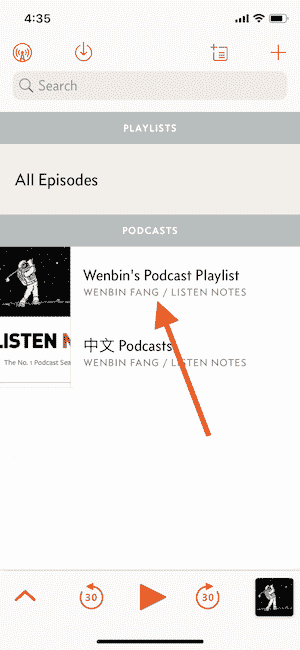 4:35
Search
PLAYLISTS
All Episodes
PODCASTS
Wenbin's Podcast Playlist
WENBIN FANG / LISTEN NOTES
LISTEN N
The No. 1 Podcast Sea
中文 Podcasts
WENBIN FANG / LISTEN NOTES
30
30